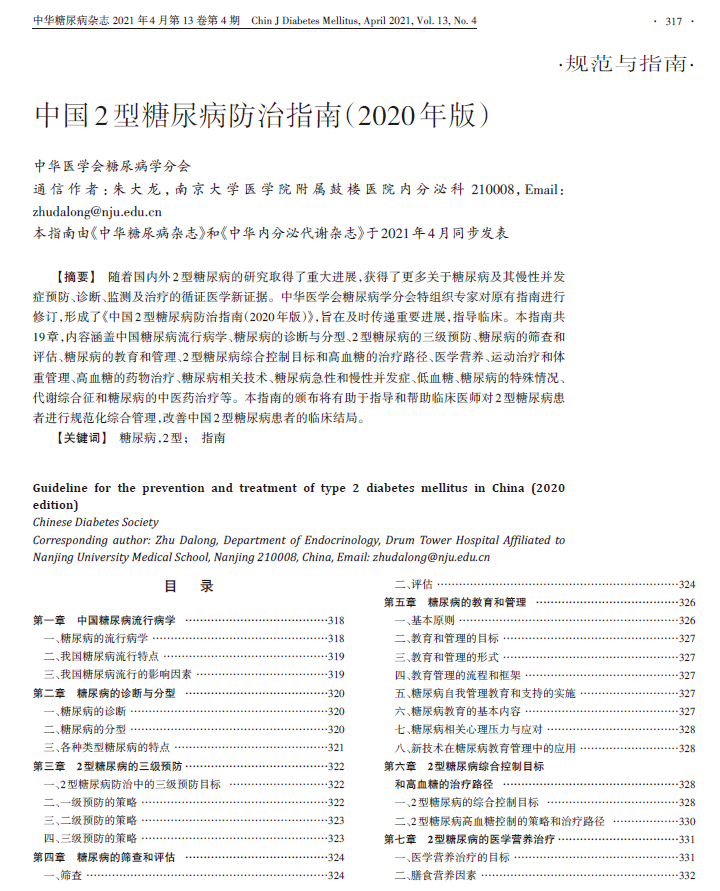 中华糖尿病杂志 2021 年 4 月第 13 卷第 4 期 Chin J Diabetes Mellitus, April 2021, Vol. 13, No. 4 · 317 ·
·规范与指南·
中国2型糖尿病防治指南(2020年版)
中华医学会糖尿病学分会
通信作者:朱大龙,南京大学医学院附属鼓楼医院内分泌科 210008,Email:
zhudalong@nju.edu.cn
本指南由《中华糖尿病杂志》和《中华内分泌代谢杂志》于2021年4月同步发表
【摘要】 随着国内外2型糖尿病的研究取得了重大进展,获得了更多关于糖尿病及其慢性并发
症预防、诊断、监测及治疗的循证医学新证据。中华医学会糖尿病学分会特组织专家对原有指南进行
修订,形成了《中国2型糖尿病防治指南(2020年版)》,旨在及时传递重要进展,指导临床。本指南共
19章,内容涵盖中国糖尿病流行病学、糖尿病的诊断与分型、2型糖尿病的三级预防、糖尿病的筛查和
评估、糖尿病的教育和管理、2型糖尿病综合控制目标和高血糖的治疗路径、医学营养、运动治疗和体
重管理、高血糖的药物治疗、糖尿病相关技术、糖尿病急性和慢性并发症、低血糖、糖尿病的特殊情况、
代谢综合征和糖尿病的中医药治疗等。本指南的颁布将有助于指导和帮助临床医师对2型糖尿病患
者进行规范化综合管理,改善中国2型糖尿病患者的临床结局。
【关键词】 糖尿病,2型; 指南
Guideline for the prevention and treatment of type 2 diabetes mellitus in China (2020
edition)
Chinese Diabetes Society
Corresponding author: Zhu Dalong, Department of Endocrinology, Drum Tower Hospital Affiliated to
Nanjing University Medical School, Nanjing 210008, China, Email: zhudalong@nju.edu.cn
目 录
第一章 中国糖尿病流行病学 ……………………………………318
一、糖尿病的流行病学 ……………………………………318
二、我国糖尿病流行特点 ……………………………………319
三、我国糖尿病流行的影响因素 ……………………………………319
第二章 糖尿病的诊断与分型 ……………………………………320
一、糖尿病的诊断 ……………………………………320
二、糖尿病的分型 ……………………………………320
三、各种类型糖尿病的特点 ……………………………………321
第三章 2型糖尿病的三级预防 ……………………………………322
一、2型糖尿病防治中的三级预防目标 ……………………………………322
二、一级预防的策略 ……………………………………322
三、二级预防的策略 ……………………………………323
四、三级预防的策略 ……………………………………323
第四章 糖尿病的筛查和评估 ……………………………………324
一、筛查 ……………………………………324
二、评估 ……………………………………324
第五章 糖尿病的教育和管理 ……………………………………326
一、基本原则 ……………………………………326
二、教育和管理的目标 ……………………………………327
三、教育和管理的形式 ……………………………………327
四、教育管理的流程和框架 ……………………………………327
五、糖尿病自我管理教育和支持的实施 ……………………………………327
六、糖尿病教育的基本内容 ……………………………………327
七、糖尿病相关心理压力与应对 ……………………………………328
八、新技术在糖尿病教育管理中的应用 ……………………………………328
第六章 2型糖尿病综合控制目标
和高血糖的治疗路径 ……………………………………328
一、2型糖尿病的综合控制目标 ……………………………………328
二、2型糖尿病高血糖控制的策略和治疗路径 ……………………………………330
第七章 2型糖尿病的医学营养治疗 ……………………………………331
一、医学营养治疗的目标 ……………………………………331
二、膳食营养因素 ……………………………………332